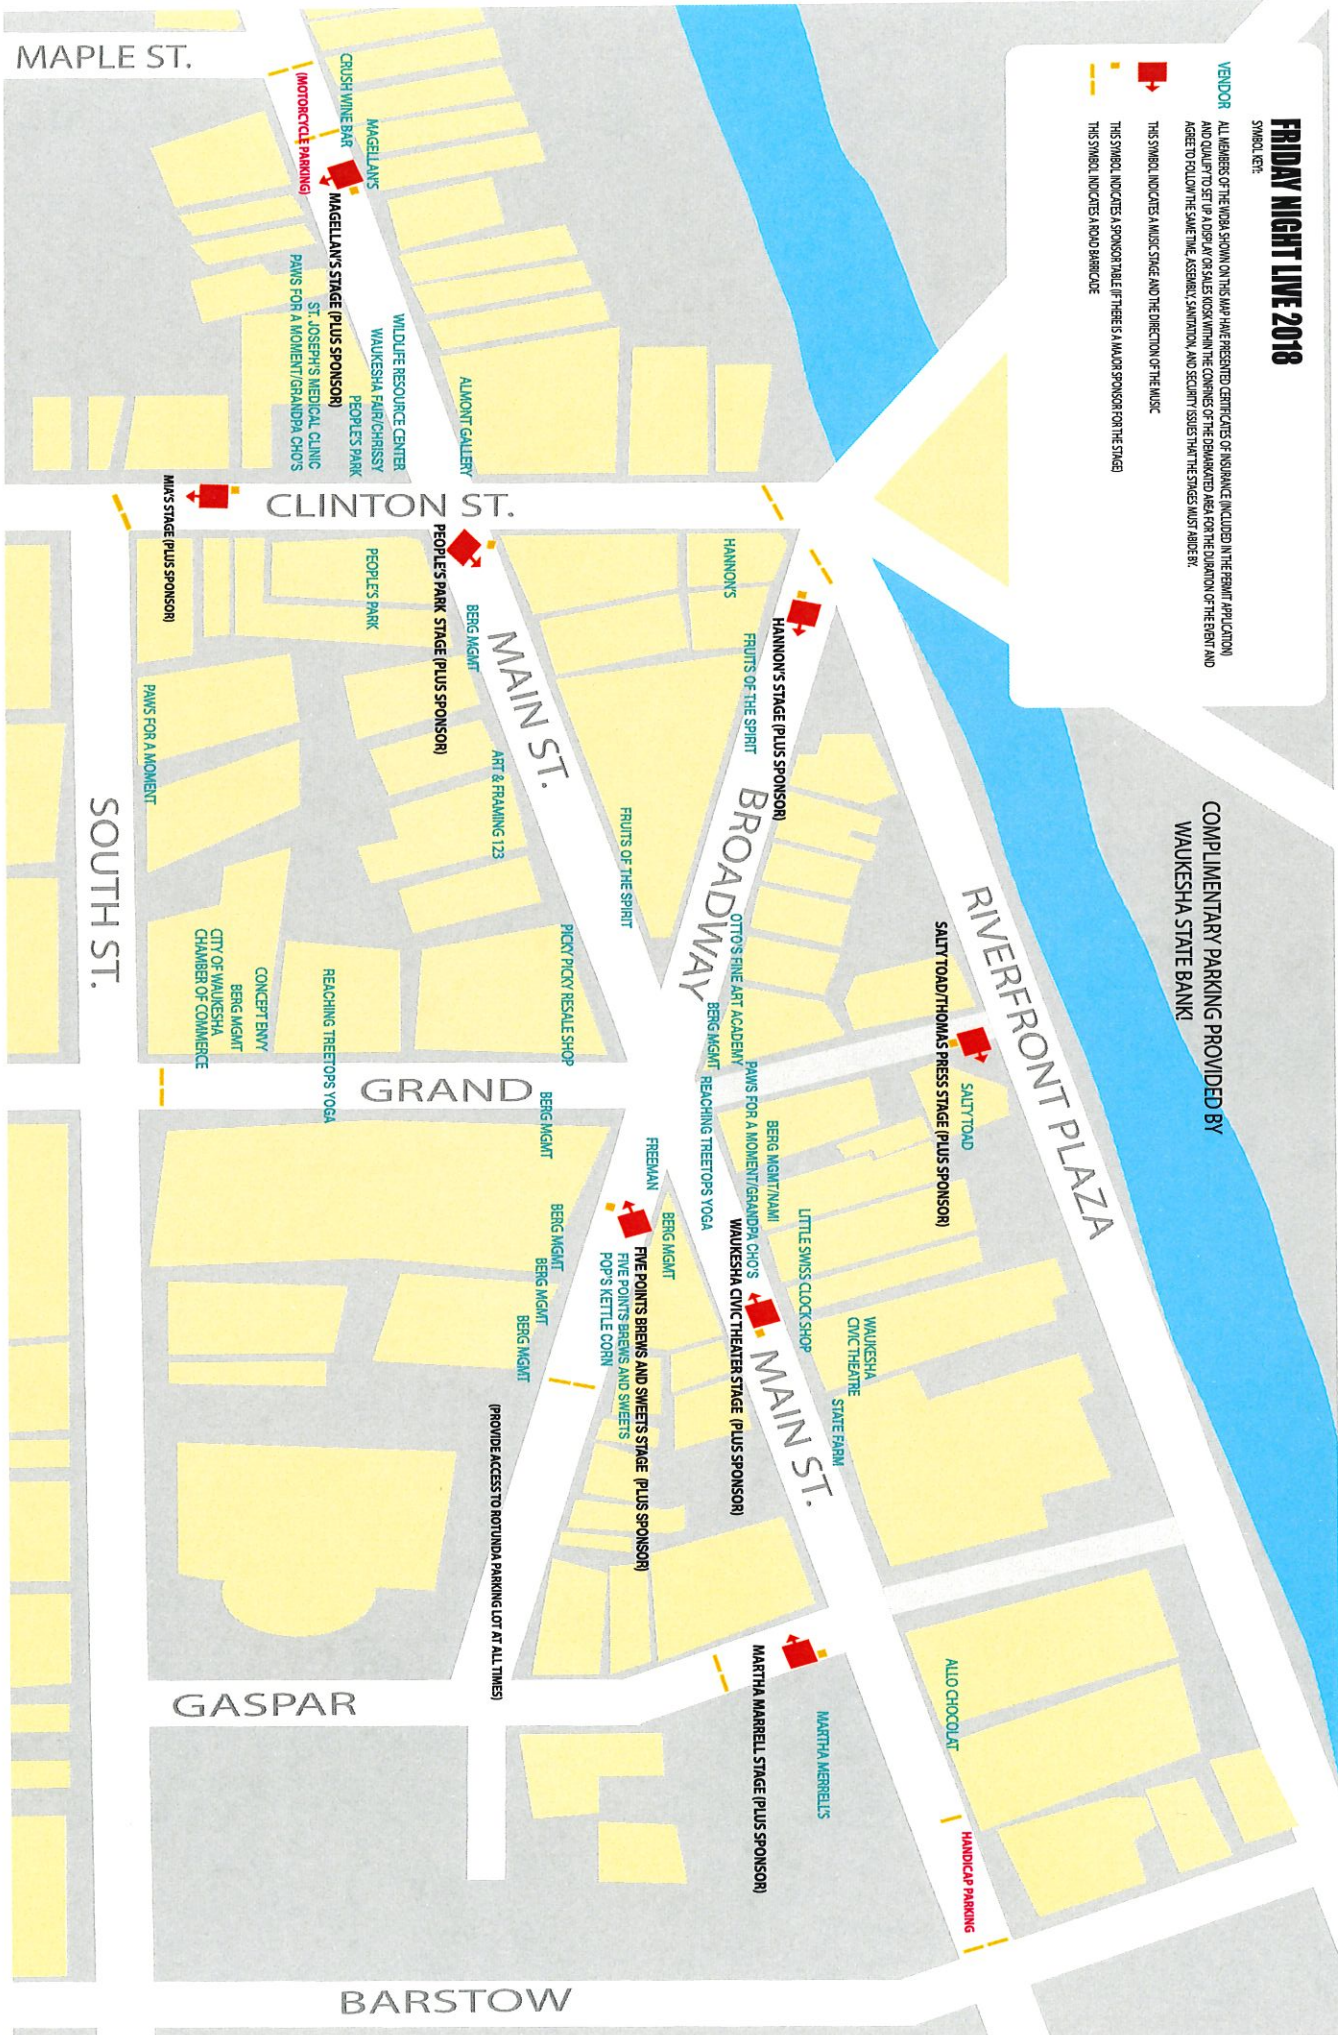 FRIDAY NIGHT LIVE 2018
SYMBOL KEY:
VENDOR
ALL MEMBERS OF THE WDBA SHOWN ON THIS MAP HAVE PRESENTED CERTIFICATES OF INSURANCE (INCLUDED IN THE PERMIT APPLICATION)
AND QUALIFY TO SET UP A DISPLAY OR SALES KIOSK WITHIN THE CONFINES OF THE DEMARKATED AREA FOR THE DURATION OF THE EVENT AND
AGREE TO FOLLOW THE SAME TIME, ASSEMBLY, SANITATION, AND SECURITY ISSUES THAT THE STAGES MUST ABIDE BY.
THIS SYMBOL INDICATES A MUSIC STAGE AND THE DIRECTION OF THE MUSIC
THIS SYMBOL INDICATES A SPONSOR TABLE (IF THERE IS A MAJOR SPONSOR FOR THE STAGE)
THIS SYMBOL INDICATES A ROAD BARRICADE
COMPLIMENTARY PARKING PROVIDED BY
WAUKESHA STATE BANK!
RIVERFRONT PLAZA
SALTY TOAD/THOMAS PRESS STAGE (PLUS SPONSOR)
SALTY TOAD
HANNON'S STAGE (PLUS SPONSOR)
HANNON'S
FRUITS OF THE SPIRIT
BROADWAY
OTTO'S FINE ART ACADEMY
BERG MGMT
PAWS FOR A MOMENT/GRANDPA CHO'S
BERG MGMT/NAMI
REACHING TREETOPS YOGA
LITTLE SWISS CLOCK SHOP
WAUKESHA
CIVIC THEATRE
STATE FARM
WAUKESHA CIVIC THEATER STAGE (PLUS SPONSOR)
MAIN ST.
ALLO CHOCOLAT
HANDICAP PARKING
MARTHA MERRELL'S
MARTHA MARRELL STAGE (PLUS SPONSOR)
MAPLE ST.
CRUSH WINE BAR
MAGELLAN'S
(MOTORCYCLE PARKING)
MAGELLAN'S STAGE (PLUS SPONSOR)
ALMONT GALLERY
WILDLIFE RESOURCE CENTER
WAUKESHA FAIR/CHRISSY
PEOPLE'S PARK
ST. JOSEPH'S MEDICAL CLINIC
PAWS FOR A MOMENT/GRANDPA CHO'S
CLINTON ST.
MIA'S STAGE (PLUS SPONSOR)
PEOPLE'S PARK STAGE (PLUS SPONSOR)
PEOPLE'S PARK
BERG MGMT
MAIN ST.
ART & FRAMING 123
FRUITS OF THE SPIRIT
PICKY PICKY RESALE SHOP
PAWS FOR A MOMENT
SOUTH ST.
REACHING TREETOPS YOGA
CONCEPT ENVY
BERG MGMT
CITY OF WAUKESHA
CHAMBER OF COMMERCE
GRAND
BERG MGMT
FREEMAN
BERG MGMT
FIVE POINTS BREWS AND SWEETS STAGE (PLUS SPONSOR)
FIVE POINTS BREWS AND SWEETS
POP'S KETTLE CORN
BERG MGMT
BERG MGMT
BERG MGMT
(PROVIDE ACCESS TO ROTUNDA PARKING LOT AT ALL TIMES)
GASPAR
BARSTOW